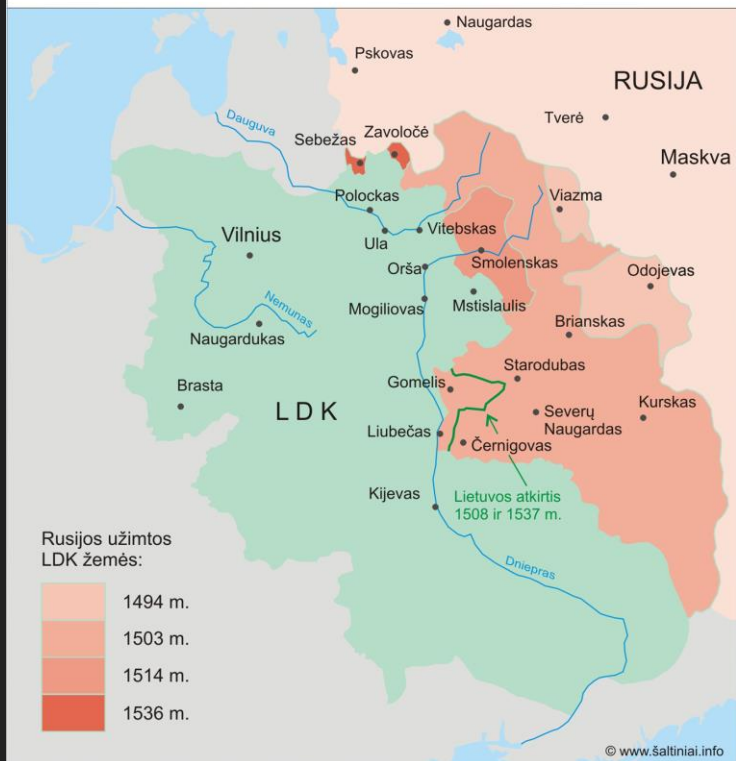 Naugardas
Pskovas
RUSIJA
Tverė
Dauguva
Sebežas
Zavoločė
Maskva
Polockas
Viazma
Ula
Vitebskas
Vilnius
Smolenskas
Orša
Odojevas
Nemunas
Mogiliovas
Mstislaulis
Naugardukas
Brianskas
Starodubas
Gomelis
Brasta
LDK
Severų
Naugardas
Kurskas
Liubečas
Černigovas
Kijevas
Lietuvos atkirtis
1508 ir 1537 m.
Dniepras
Rusijos užimtos
LDK žemės:
1494 m.
1503 m.
1514 m.
1536 m.
© www.šaltiniai.info